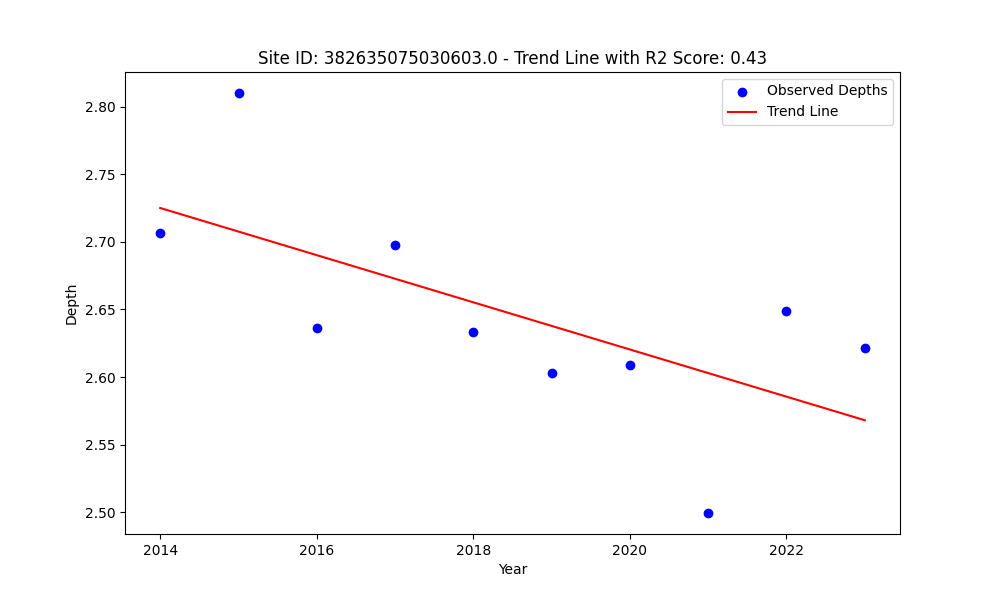 Site ID: 382635075030603.0 - Trend Line with R2 Score: 0.43
Observed Depths
Trend Line
2.80
2.75
2.70
2.65
2.60
2.55
2.50
Depth
2014
2016
2018
2020
2022
Year